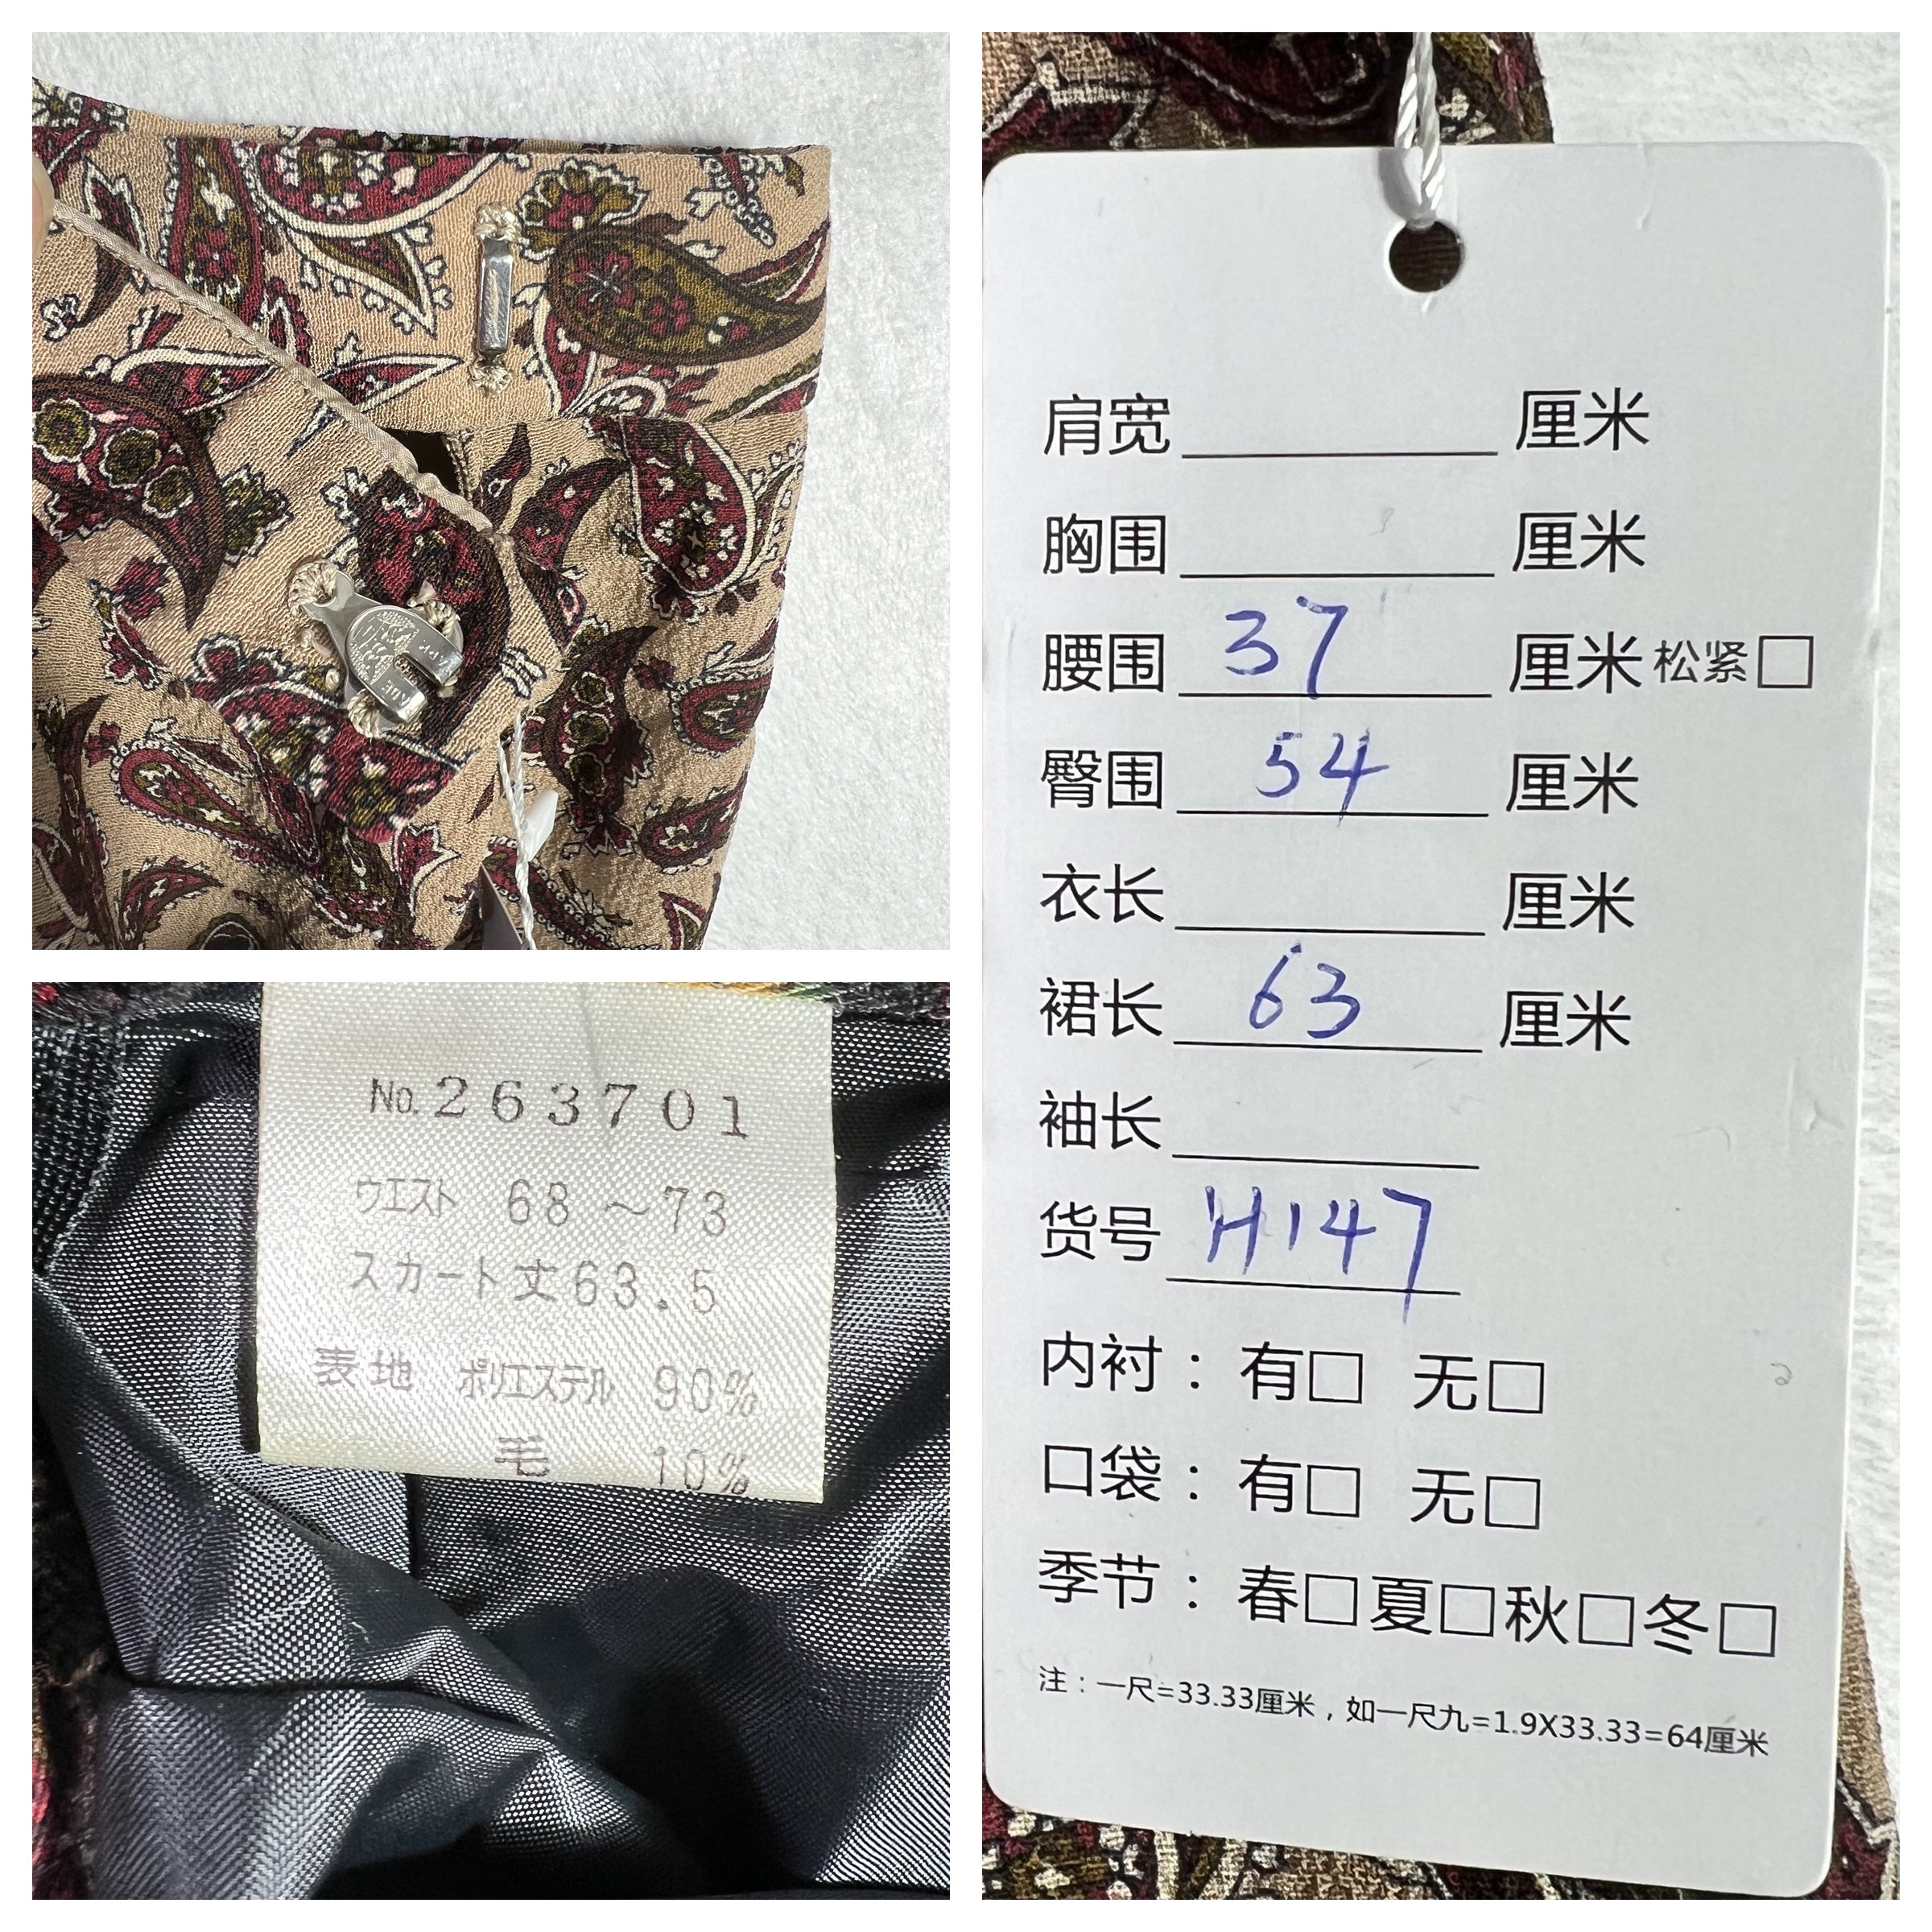 No. 263701
ウエスト 68～73
スカート丈 63.5
表地 ポリエステル 90%
毛 10%
肩宽 厘米
胸围 厘米
腰围 37 厘米 松紧□
臀围 54 厘米
衣长 厘米
裙长 63 厘米
袖长
货号 H147
内衬：有□ 无□
口袋：有□ 无□
季节：春□夏□秋□冬□
注：一尺=33.33厘米，如一尺九=1.9X33.33=64厘米